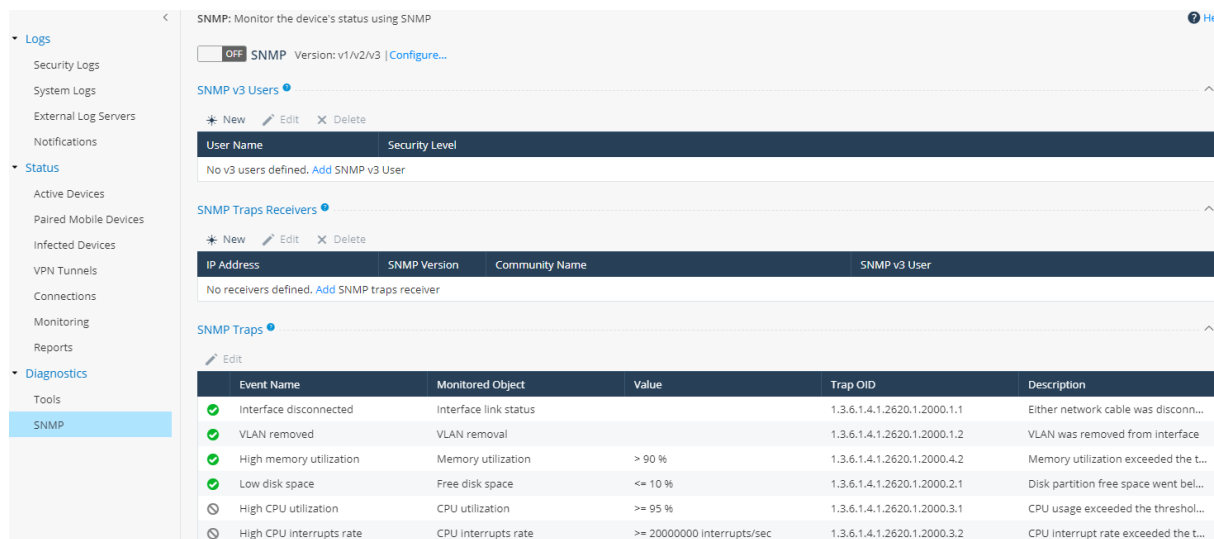 SNMP: Monitor the device's status using SNMP
Logs
Security Logs
System Logs
External Log Servers
Notifications
Status
Active Devices
Paired Mobile Devices
Infected Devices
VPN Tunnels
Connections
Monitoring
Reports
Diagnostics
Tools
SNMP
OFF SNMP Version: v1/v2/v3 | Configure...
SNMP v3 Users
New Edit Delete
User Name Security Level
No v3 users defined. Add SNMP v3 User
SNMP Traps Receivers
New Edit Delete
IP Address SNMP Version Community Name SNMP v3 User
No receivers defined. Add SNMP traps receiver
SNMP Traps
Edit
Event Name Monitored Object Value Trap OID Description
Interface disconnected Interface link status 1.3.6.1.4.1.2620.1.2000.1.1 Either network cable was disconn...
VLAN removed VLAN removal 1.3.6.1.4.1.2620.1.2000.1.2 VLAN was removed from interface
High memory utilization Memory utilization > 90 % 1.3.6.1.4.1.2620.1.2000.4.2 Memory utilization exceeded the t...
Low disk space Free disk space <= 10 % 1.3.6.1.4.1.2620.1.2000.2.1 Disk partition free space went bel...
High CPU utilization CPU utilization >= 95 % 1.3.6.1.4.1.2620.1.2000.3.1 CPU usage exceeded the threshol...
High CPU interrupts rate CPU interrupts rate >= 20000000 interrupts/sec 1.3.6.1.4.1.2620.1.2000.3.2 CPU interrupt rate exceeded the t...